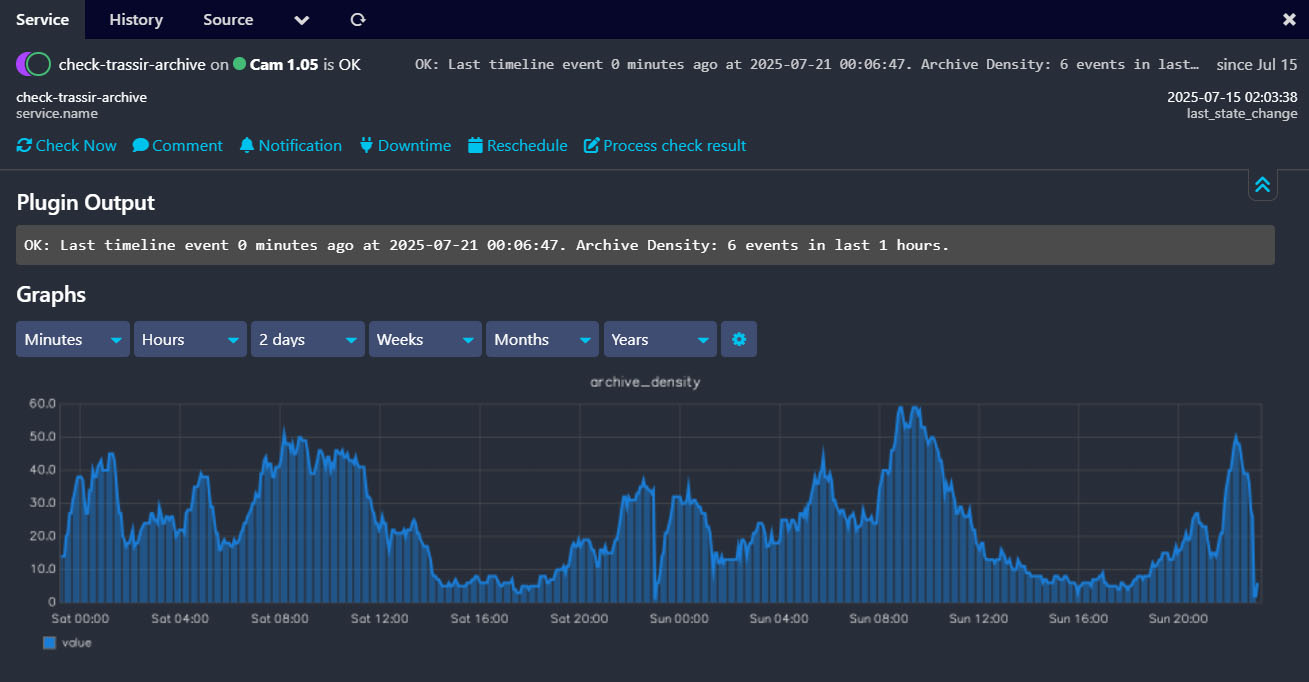 Service History Source
check-trassir-archive on Cam 1.05 is OK OK: Last timeline event 0 minutes ago at 2025-07-21 00:06:47. Archive Density: 6 events in last… since Jul 15
check-trassir-archive 2025-07-15 02:03:38
service.name last_state_change
Check Now Comment Notification Downtime Reschedule Process check result
Plugin Output
OK: Last timeline event 0 minutes ago at 2025-07-21 00:06:47. Archive Density: 6 events in last 1 hours.
Graphs
Minutes Hours 2 days Weeks Months Years
archive_density
60.0
50.0
40.0
30.0
20.0
10.0
0
Sat 00:00 Sat 04:00 Sat 08:00 Sat 12:00 Sat 16:00 Sat 20:00 Sun 00:00 Sun 04:00 Sun 08:00 Sun 12:00 Sun 16:00 Sun 20:00
value